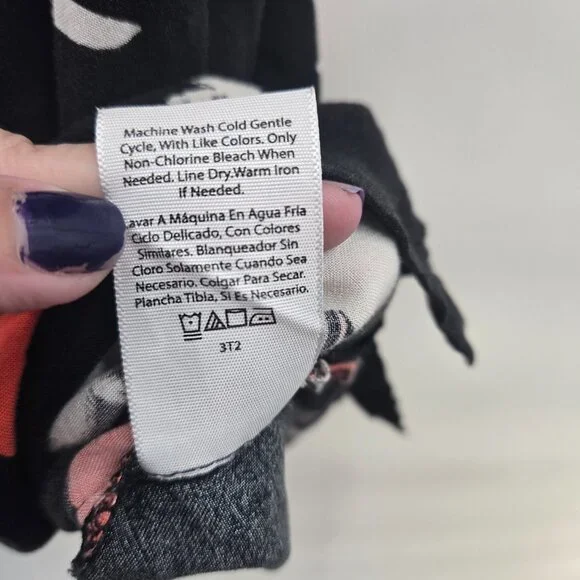 Machine Wash Cold Gentle
Cycle, With Like Colors. Only
Non-Chlorine Bleach When
Needed. Line Dry.Warm Iron
If Needed.
avar A Máquina En Agua Fria
Ciclo Delicado, Con Colores
Similares. Blanqueador Sin
Cloro Solamente Cuando Sea
Necesario. Colgar Para Secar.
Plancha Tibia, Si Es Necesario.
3T2